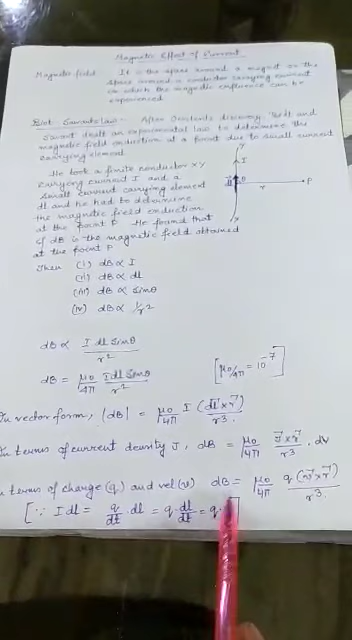 Magnetic Effect of Current
Magnetic field It is the space around a magnet or the
space around a conductor carrying current
in which the magnetic influence can be
experienced
Biot Savart's Law:- After Oersted's discovery, Biot and
Savart dealt an experimental law to determine the
magnetic field enduction at a point due to small current
carrying element
He took a finite conductor XY
carrying current I and a
small current carrying element
dl and he had to determine
the magnetic field enduction
at the point P. He found that
if dB is the magnetic field obtained
at the point P
I
θ
r
P
Then (i) dB ∝ I
(ii) dB ∝ dl
(iii) dB ∝ Sinθ
(iv) dB ∝ 1/r²
dB ∝ I dl Sinθ / r²
dB = μ₀/4π I dl Sinθ / r²
[μ₀/4π = 10⁻⁷]
In vector form, |dB| = μ₀/4π I (dl⃗ × r⃗) / r³
In terms of current density J, dB = μ₀/4π J⃗ × r⃗ / r³ . dV
terms of charge (q) and vel (v) dB = μ₀/4π q (v⃗ × r⃗) / r³
[∵ I dl = q/dt . dl = q . dl/dt = q .